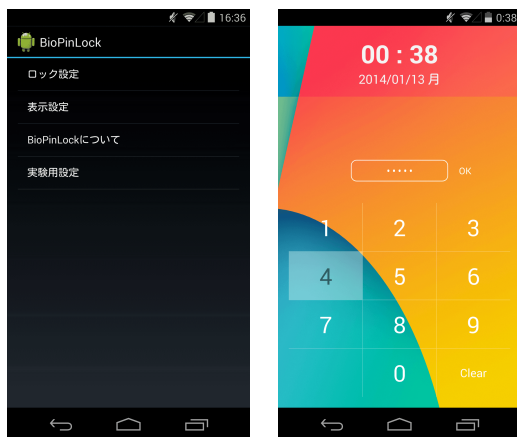 16:36
BioPinLock
ロック設定
表示設定
BioPinLockについて
実験用設定
0:38
00 : 38
2014/01/13 月
..... OK
1 2 3
4 5 6
7 8 9
0 Clear